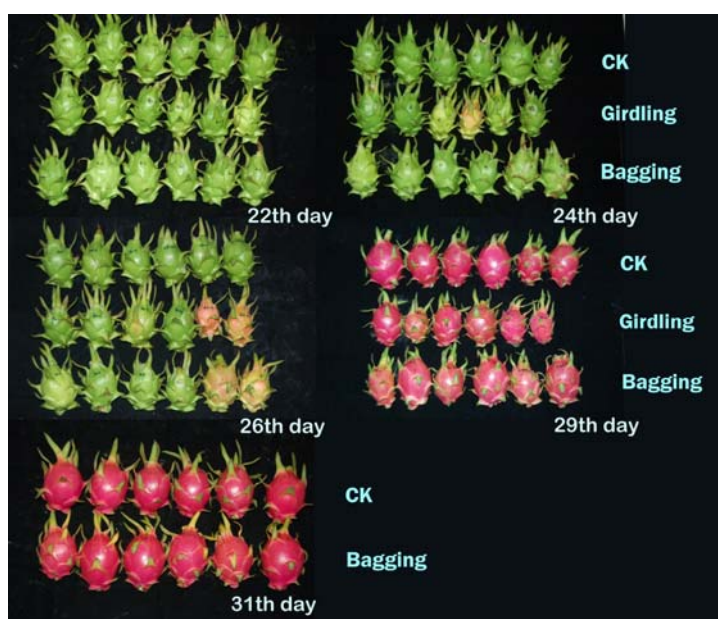 CK
Girdling
Bagging
22th day
24th day
CK
Girdling
Bagging
26th day
29th day
CK
Bagging
31th day